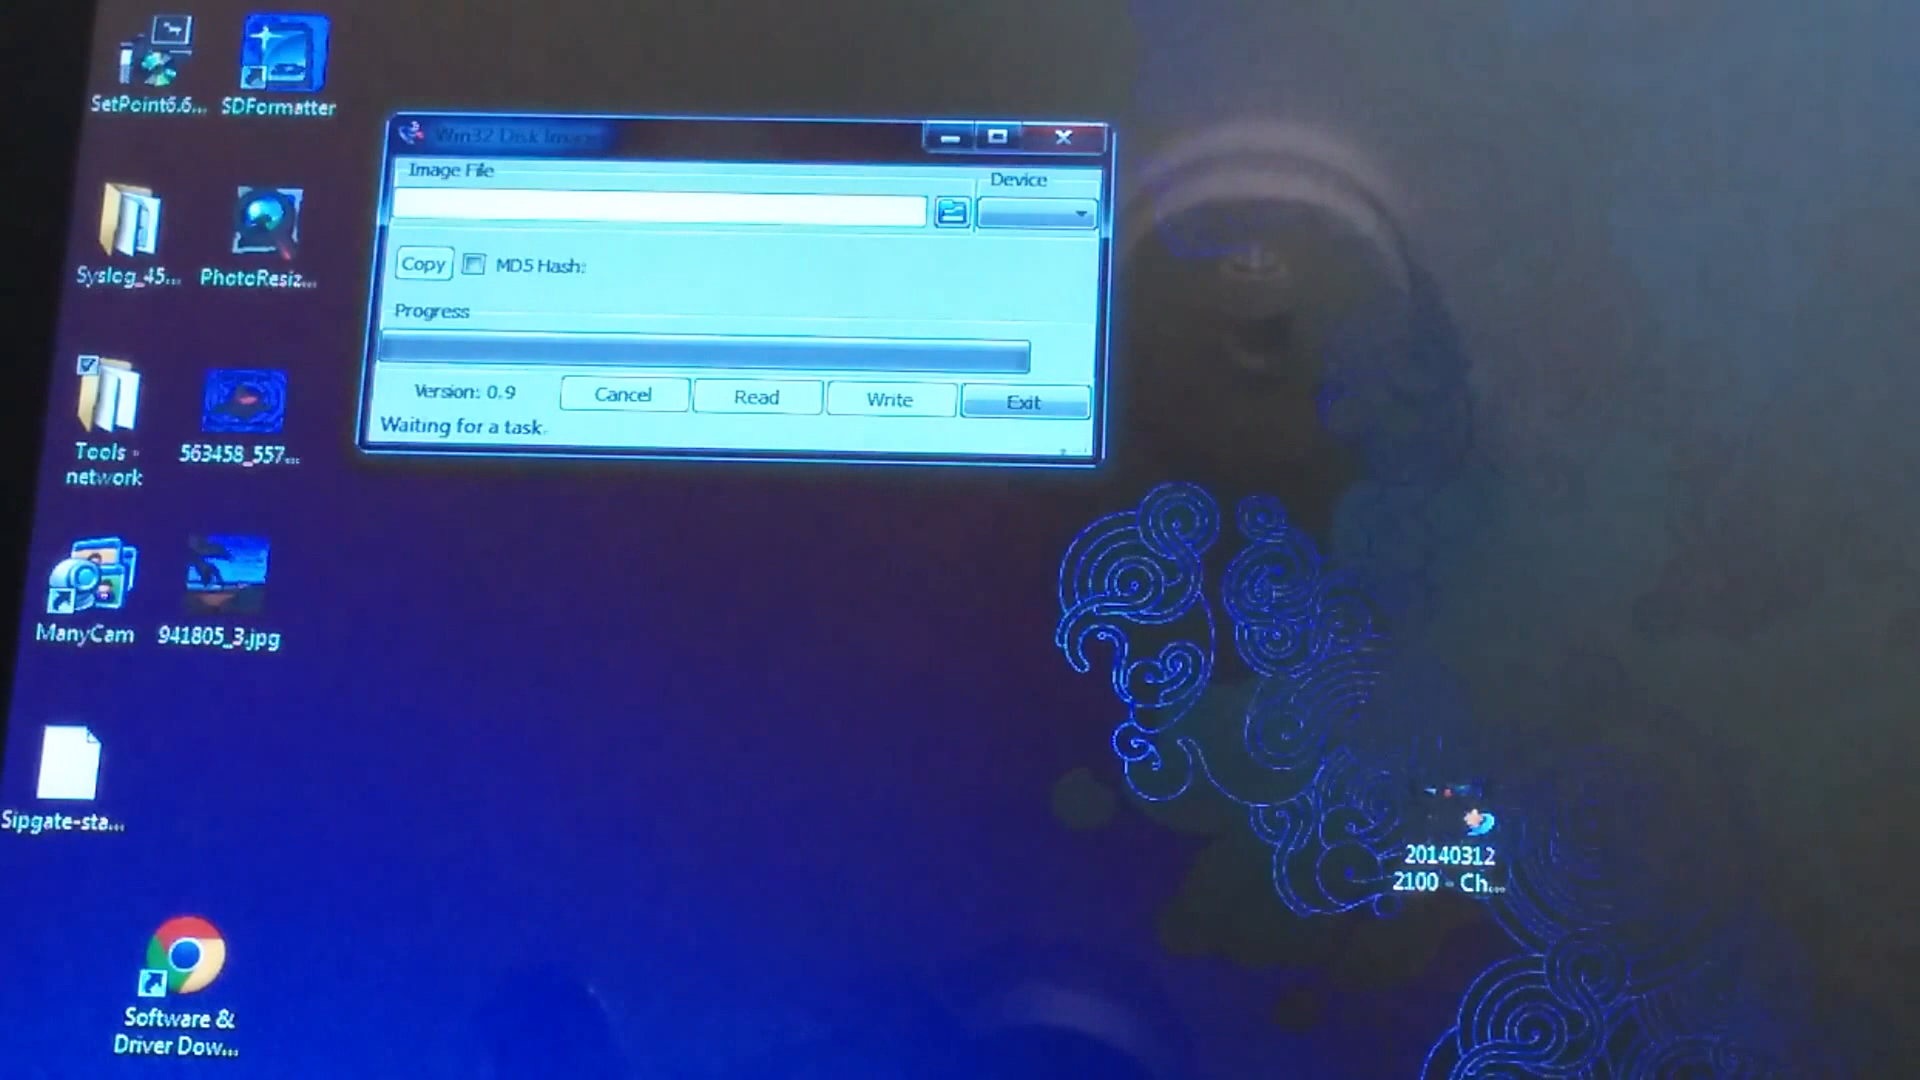 SetPoint6.6...
SDFormatter
Win32 Disk Imager
Image File
Device
Copy
MD5 Hash:
Progress
Version: 0.9
Cancel
Read
Write
Exit
Waiting for a task.
Syslog_45...
PhotoResiz...
Tools -
network
563458_557...
ManyCam
941805_3.jpg
Sipgate-sta...
20140312
2100 - Ch...
Software &
Driver Dow...